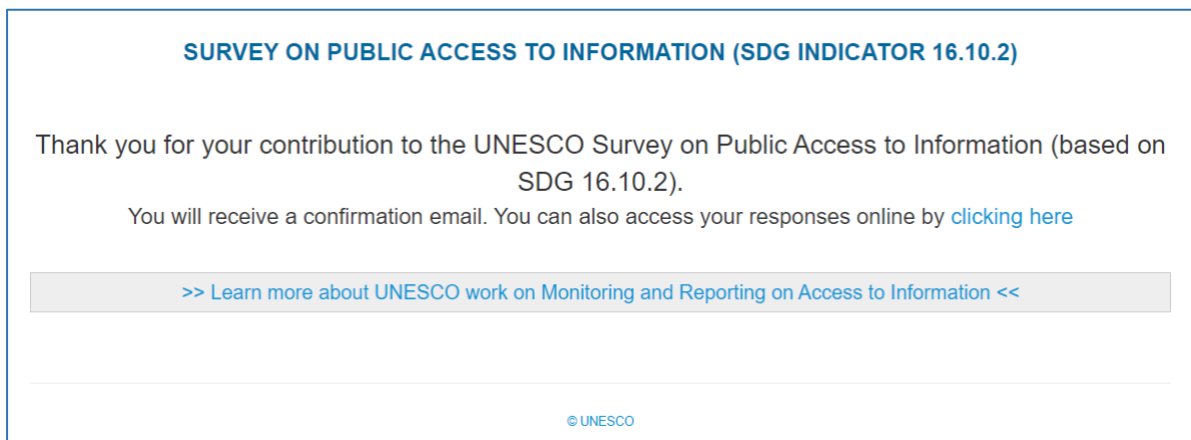 SURVEY ON PUBLIC ACCESS TO INFORMATION (SDG INDICATOR 16.10.2)
Thank you for your contribution to the UNESCO Survey on Public Access to Information (based on
SDG 16.10.2).
You will receive a confirmation email. You can also access your responses online by clicking here
>> Learn more about UNESCO work on Monitoring and Reporting on Access to Information <<
© UNESCO